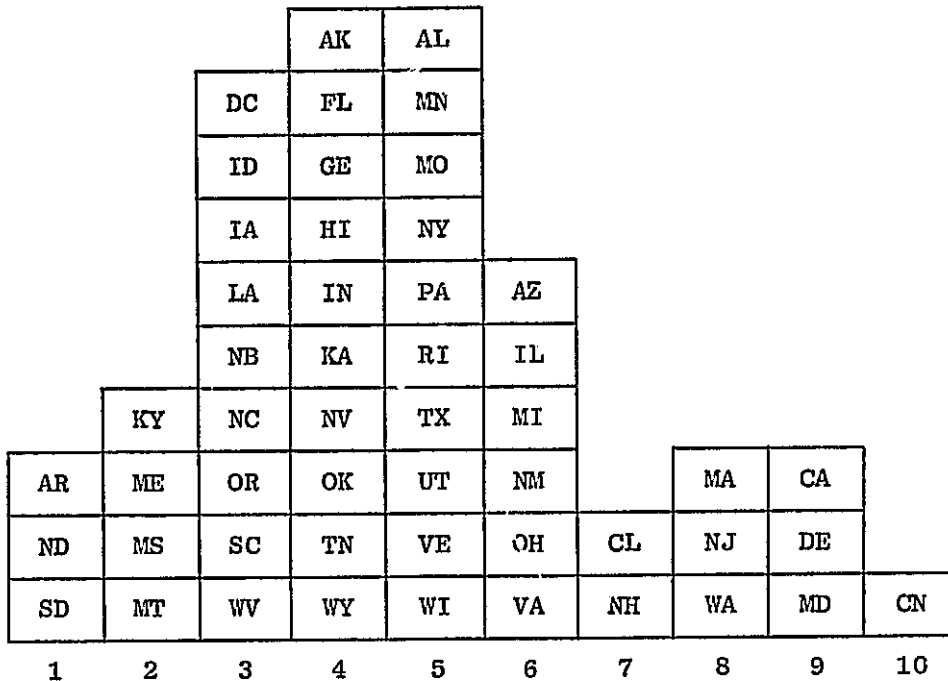 AK AL
DC FL MN
ID GE MO
IA HI NY
LA IN PA AZ
NB KA RI IL
KY NC NV TX MI
AR ME OR OK UT NM MA CA
ND MS SC TN VE OH CL NJ DE
SD MT WV WY WI VA NH WA MD CN
1 2 3 4 5 6 7 8 9 10